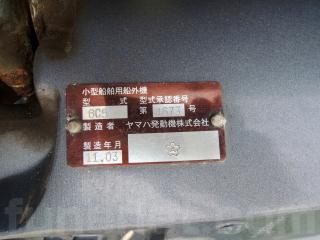 小型船舶用船外機
型式 型式承認番号
6C5 第 4573 号
製造者 ヤマハ発動機株式会社
製造年月
11.03